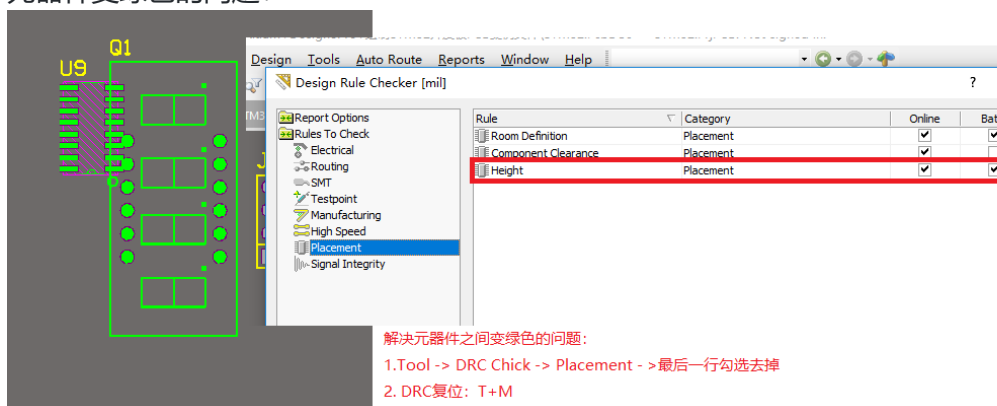 Q1
U9
Design Tools Auto Route Reports Window Help
Design Rule Checker [mil]
?
Report Options
Rules To Check
Electrical
Routing
SMT
Testpoint
Manufacturing
High Speed
Placement
Signal Integrity
Rule Category Online Bat
Room Definition Placement
Component Clearance Placement
Height Placement
解决元器件之间变绿色的问题：
1.Tool -> DRC Chick -> Placement - >最后一行勾选去掉
2. DRC复位：T+M